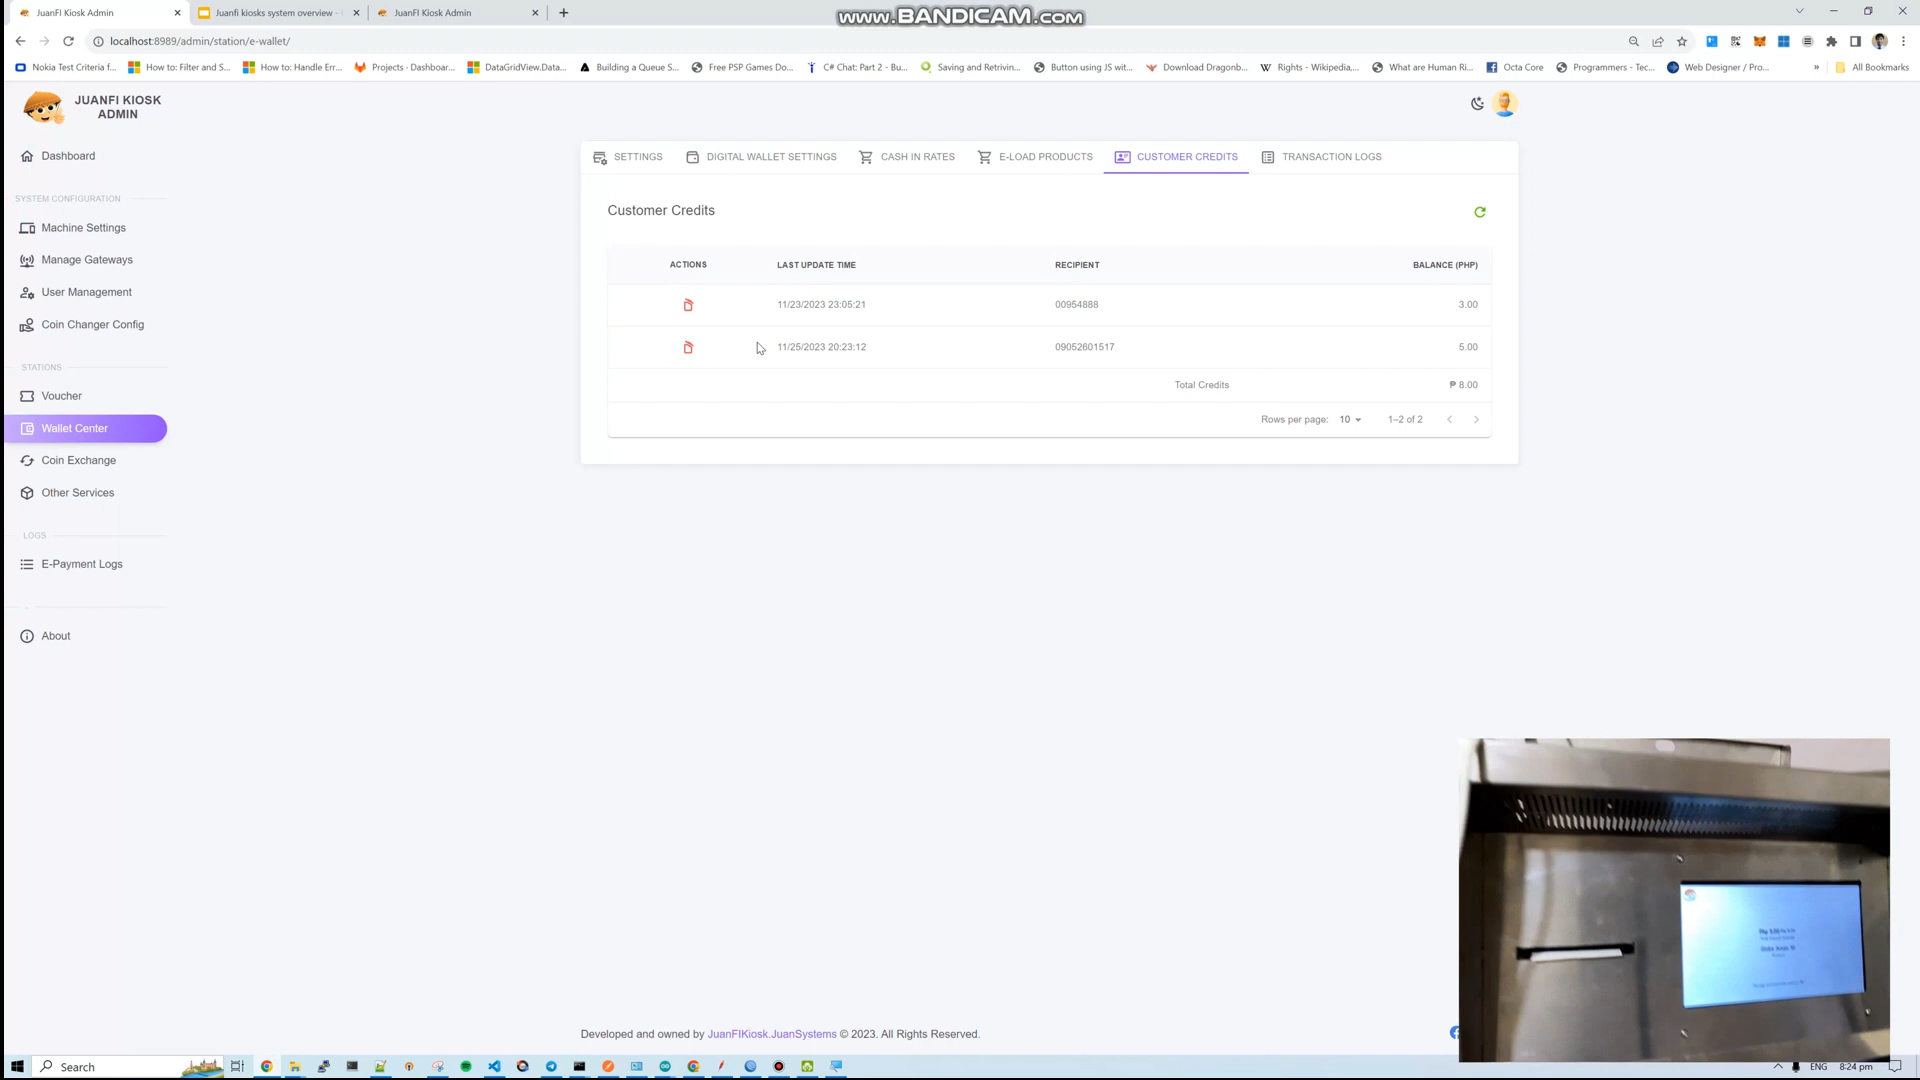 JuanFI Kiosk Admin
Juanfi kiosks system overview -
JuanFI Kiosk Admin
www.BANDICAM.com
localhost:8989/admin/station/e-wallet/
Nokia Test Criteria f...
How to: Filter and S...
How to: Handle Err...
Projects · Dashboar...
DataGridView.Data...
Building a Queue S...
Free PSP Games Do...
C# Chat: Part 2 - Bu...
Saving and Retrivin...
Button using JS wit...
Download Dragonb...
Rights - Wikipedia,...
What are Human Ri...
Octa Core
Programmers - Tec...
Web Designer / Pro...
»
All Bookmarks
JUANFI KIOSK
ADMIN
Dashboard
SYSTEM CONFIGURATION
Machine Settings
Manage Gateways
User Management
Coin Changer Config
STATIONS
Voucher
Wallet Center
Coin Exchange
Other Services
LOGS
E-Payment Logs
About
SETTINGS
DIGITAL WALLET SETTINGS
CASH IN RATES
E-LOAD PRODUCTS
CUSTOMER CREDITS
TRANSACTION LOGS
Customer Credits
ACTIONS LAST UPDATE TIME RECIPIENT BALANCE (PHP)
11/23/2023 23:05:21 00954888 3.00
11/25/2023 20:23:12 09052601517 5.00
Total Credits ₱ 8.00
Rows per page: 10 1–2 of 2
Developed and owned by JuanFIKiosk.JuanSystems © 2023. All Rights Reserved.
Search
ENG
8:24 pm